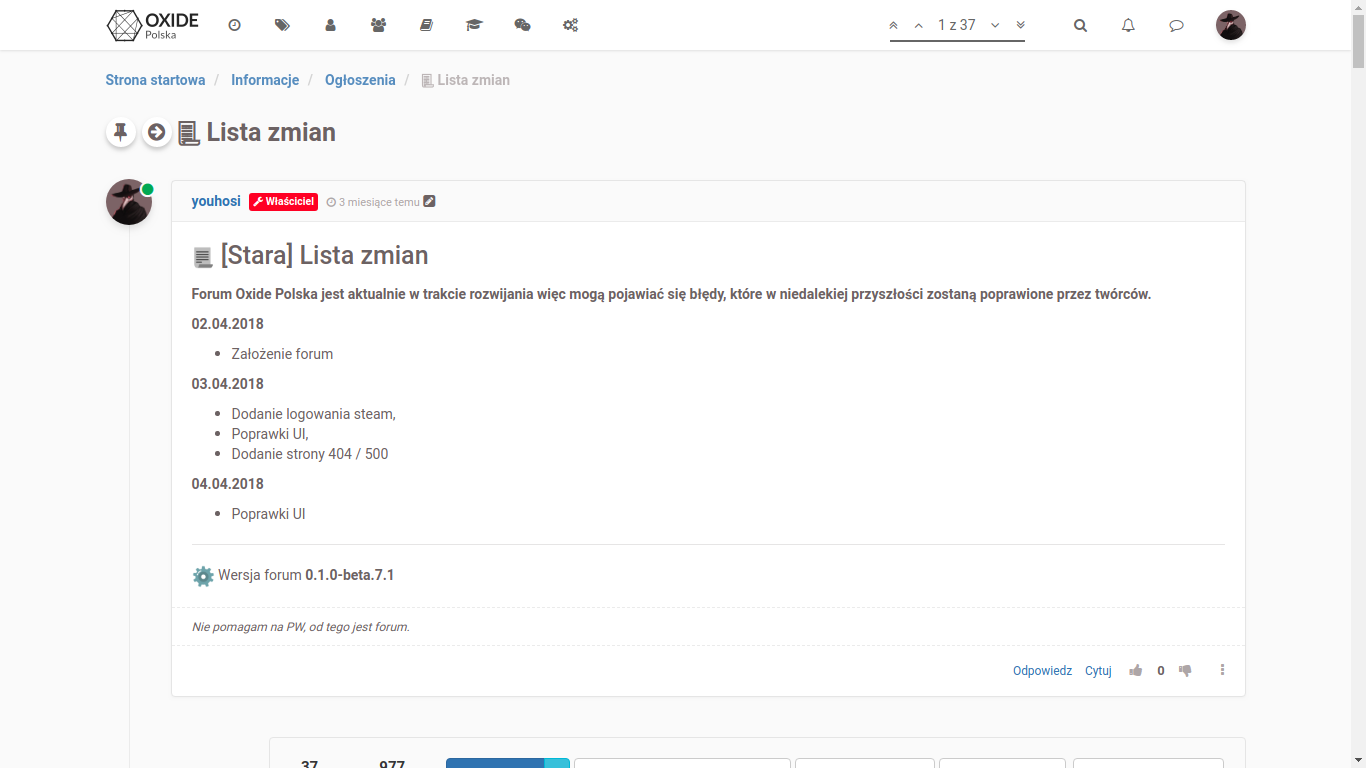 OXIDE
Polska
1 z 37
Strona startowa / Informacje / Ogłoszenia / Lista zmian
Lista zmian
youhosi Właściciel 3 miesiące temu
[Stara] Lista zmian
Forum Oxide Polska jest aktualnie w trakcie rozwijania więc mogą pojawiać się błędy, które w niedalekiej przyszłości zostaną poprawione przez twórców.
02.04.2018
• Założenie forum
03.04.2018
• Dodanie logowania steam,
• Poprawki UI,
• Dodanie strony 404 / 500
04.04.2018
• Poprawki UI
Wersja forum 0.1.0-beta.7.1
Nie pomagam na PW, od tego jest forum.
Odpowiedz Cytuj 0
37 977